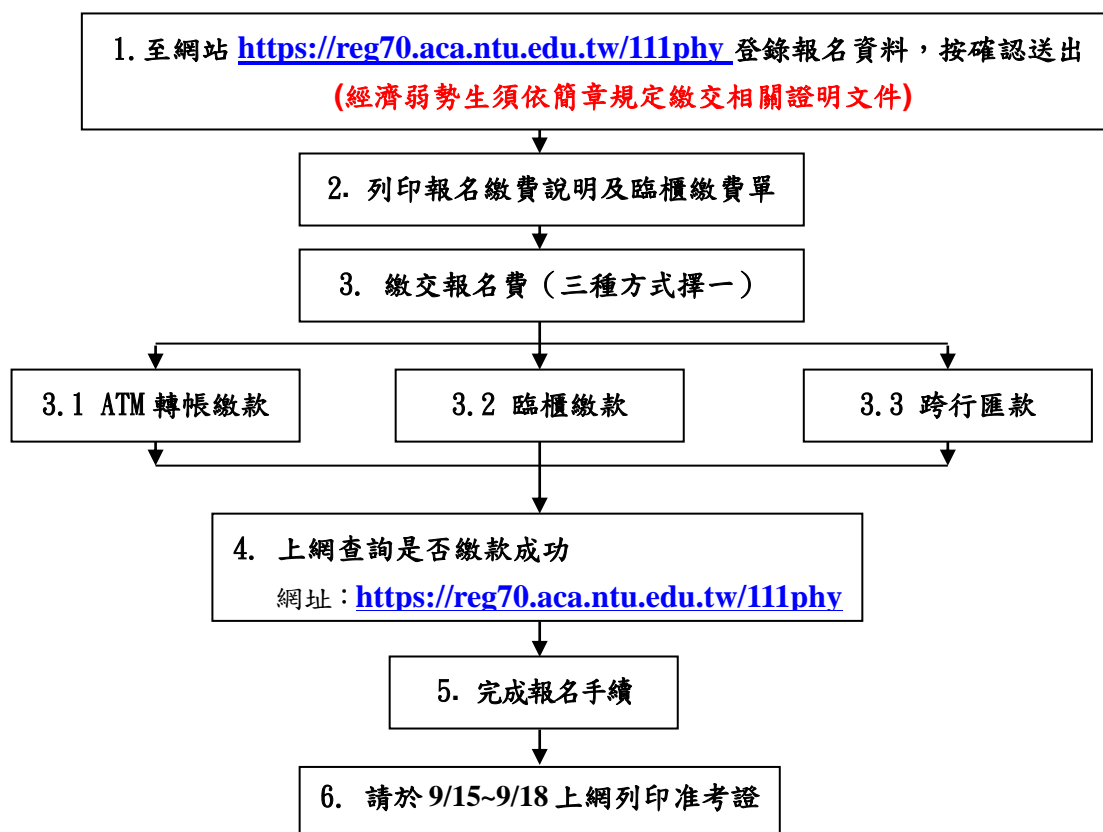 1.至網站 https://reg70.aca.ntu.edu.tw/111phy 登錄報名資料，按確認送出
(經濟弱勢生須依簡章規定繳交相關證明文件)
2. 列印報名繳費說明及臨櫃繳費單
3. 繳交報名費（三種方式擇一）
3.1 ATM 轉帳繳款
3.2 臨櫃繳款
3.3 跨行匯款
4. 上網查詢是否繳款成功
網址：https://reg70.aca.ntu.edu.tw/111phy
5. 完成報名手續
6. 請於 9/15~9/18 上網列印准考證